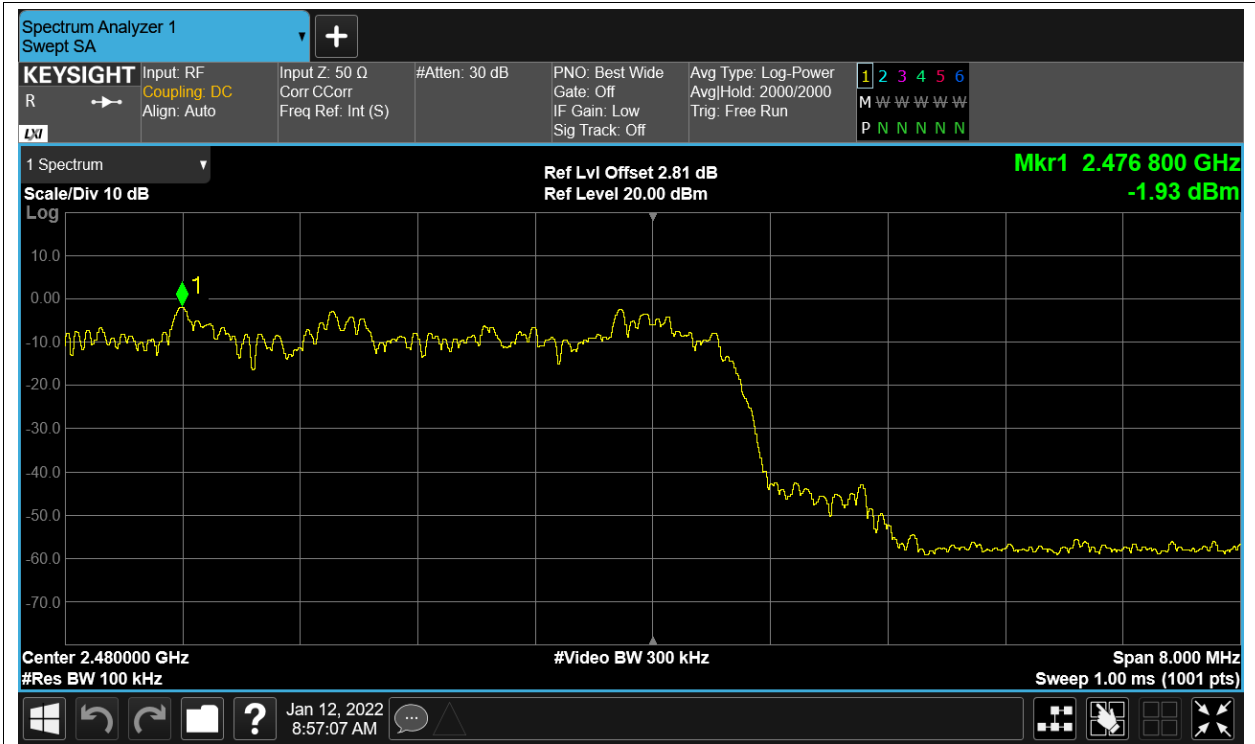 Spectrum Analyzer 1
Swept SA
KEYSIGHT
R
LXI
Input: RF
Coupling: DC
Align: Auto
Input Z: 50 Ω
Corr CCorr
Freq Ref: Int (S)
#Atten: 30 dB
PNO: Best Wide
Gate: Off
IF Gain: Low
Sig Track: Off
Avg Type: Log-Power
Avg|Hold: 2000/2000
Trig: Free Run
1 2 3 4 5 6
M W W W W W
P N N N N N
1 Spectrum
Scale/Div 10 dB
Ref Lvl Offset 2.81 dB
Ref Level 20.00 dBm
Mkr1 2.476 800 GHz
-1.93 dBm
Log
10.0
0.00
-10.0
-20.0
-30.0
-40.0
-50.0
-60.0
-70.0
1
Center 2.480000 GHz
#Video BW 300 kHz
Span 8.000 MHz
#Res BW 100 kHz
Sweep 1.00 ms (1001 pts)
?
Jan 12, 2022
8:57:07 AM